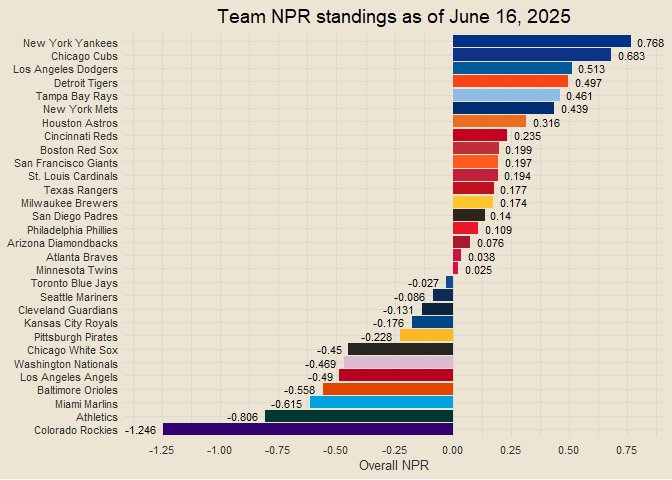 Team NPR standings as of June 16, 2025
New York Yankees 0.768
Chicago Cubs 0.683
Los Angeles Dodgers 0.513
Detroit Tigers 0.497
Tampa Bay Rays 0.461
New York Mets 0.439
Houston Astros 0.316
Cincinnati Reds 0.235
Boston Red Sox 0.199
San Francisco Giants 0.197
St. Louis Cardinals 0.194
Texas Rangers 0.177
Milwaukee Brewers 0.174
San Diego Padres 0.14
Philadelphia Phillies 0.109
Arizona Diamondbacks 0.076
Atlanta Braves 0.038
Minnesota Twins 0.025
Toronto Blue Jays -0.027
Seattle Mariners -0.086
Cleveland Guardians -0.131
Kansas City Royals -0.176
Pittsburgh Pirates -0.228
Chicago White Sox -0.45
Washington Nationals -0.469
Los Angeles Angels -0.49
Baltimore Orioles -0.558
Miami Marlins -0.615
Athletics -0.806
Colorado Rockies -1.246
-1.25 -1.00 -0.75 -0.50 -0.25 0.00 0.25 0.50 0.75
Overall NPR